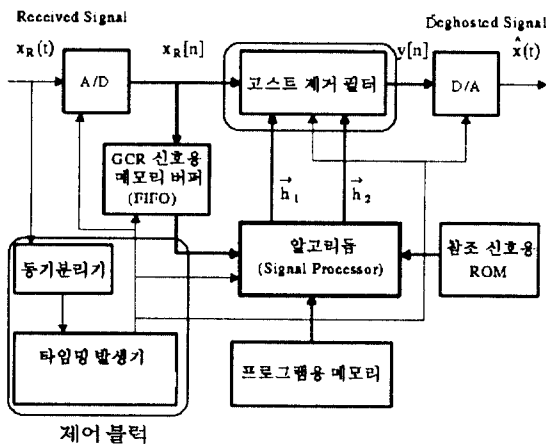 Received Signal
Deghosted Signal
x_R(t)
x_R[n]
y[n]
x̂(t)
A/D
고스트 제거 필터
D/A
GCR 신호용
메모리 버퍼
(FIFO)
→h₁
→h₂
동기분리기
알고리듬
(Signal Processor)
참조 신호용
ROM
타이밍 발생기
프로그램용 메모리
제어 블럭